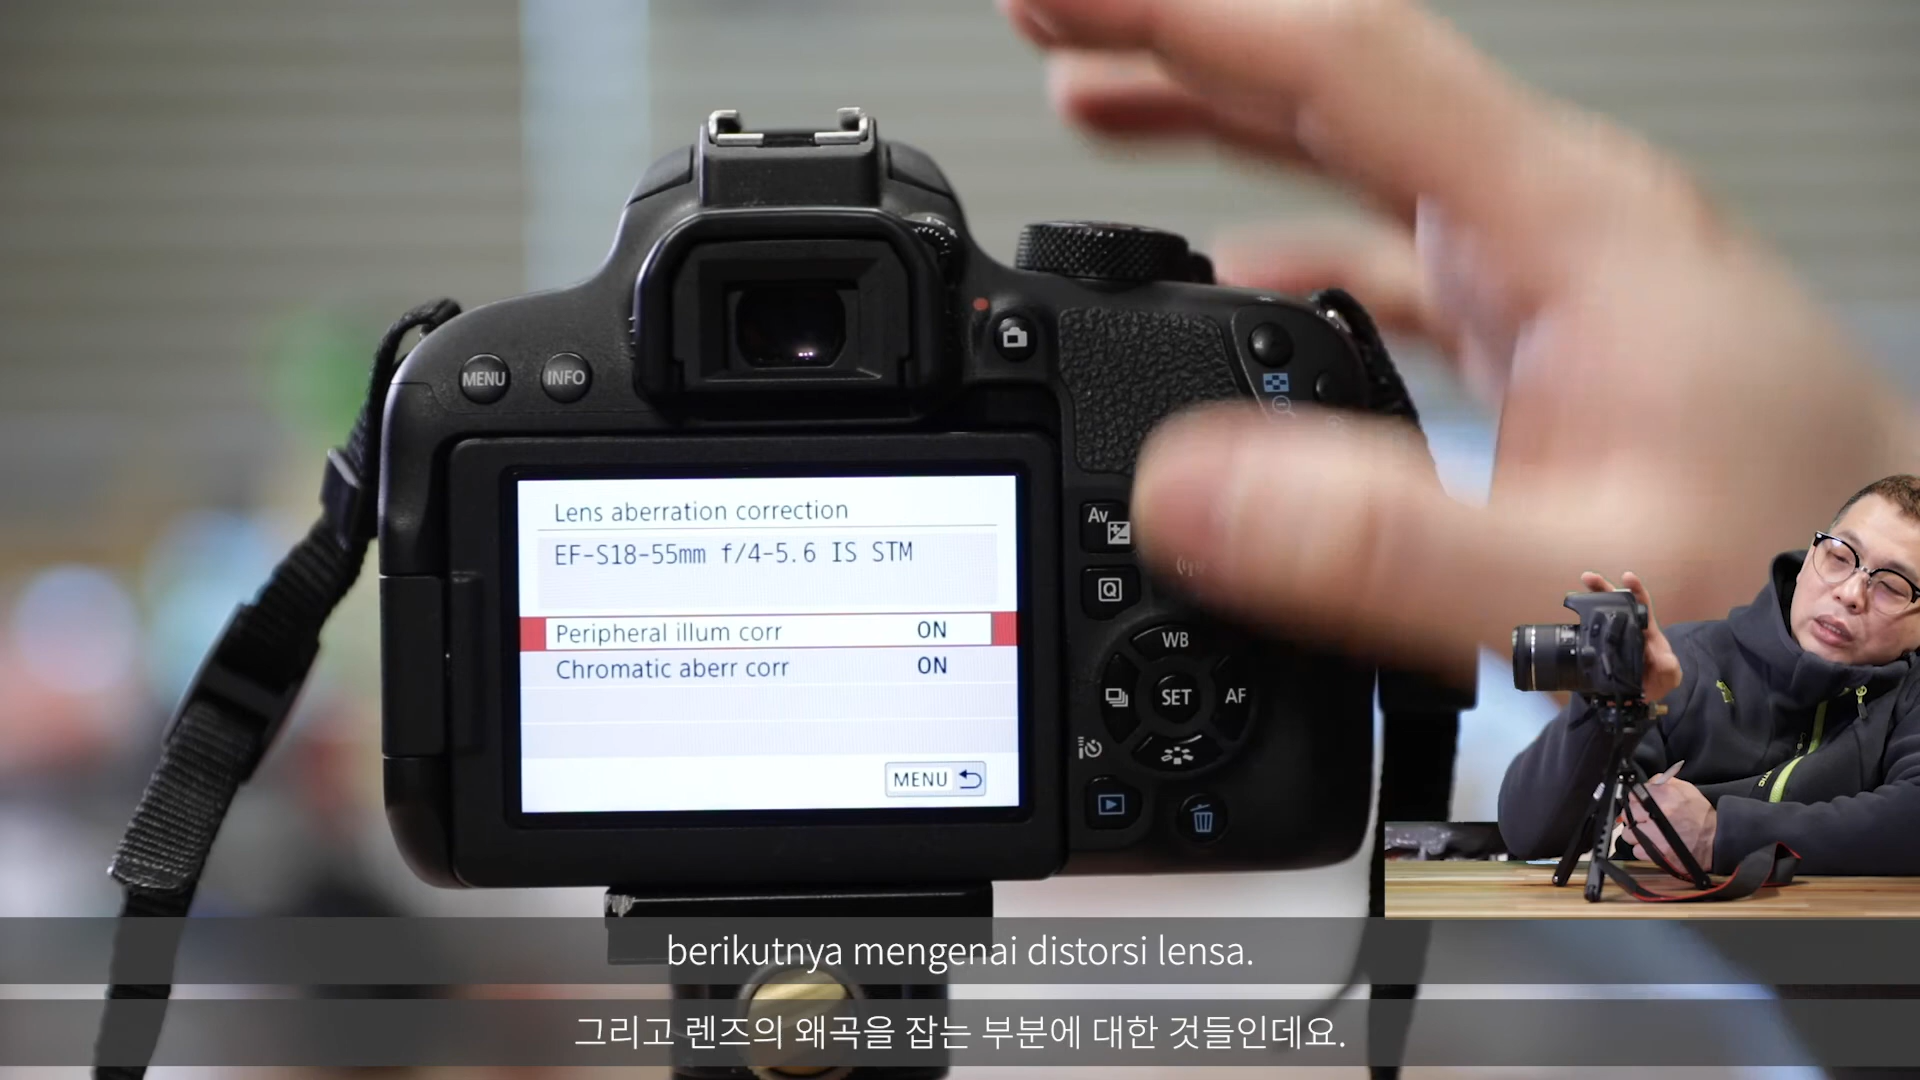 MENU
INFO
Lens aberration correction
EF-S18-55mm f/4-5.6 IS STM
Peripheral illum corr ON
Chromatic aberr corr ON
MENU
Av
Q
WB
SET
AF
berikutnya mengenai distorsi lensa.
그리고 렌즈의 왜곡을 잡는 부분에 대한 것들인데요.